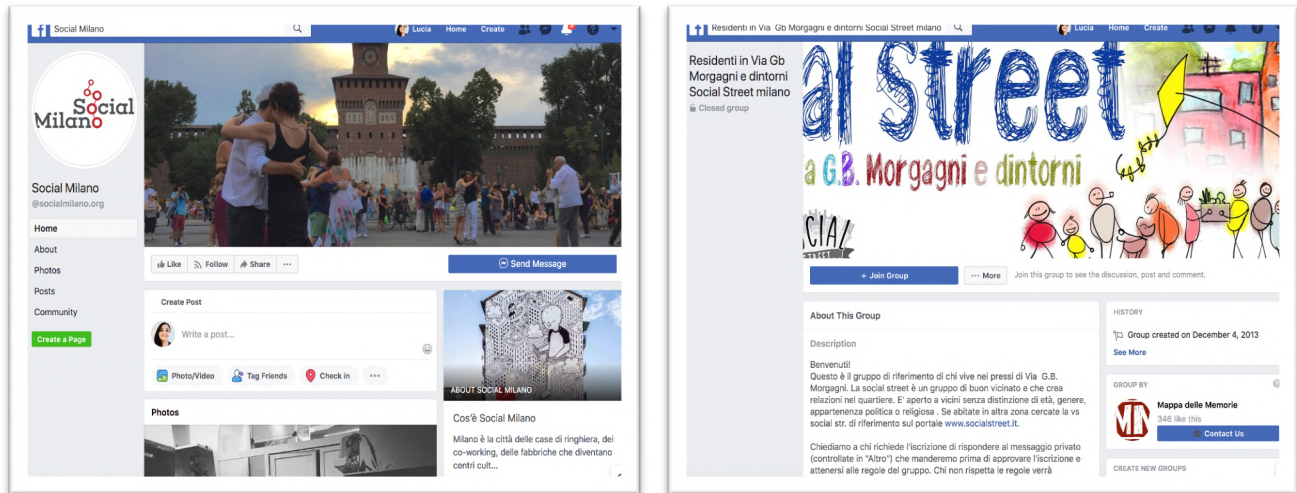 Social Milano
Lucia Home Create
Social
Milano
Social Milano
@socialmilano.org
Home
About
Photos
Posts
Community
Create a Page
Like Follow Share ...
Send Message
Create Post
Write a post...
Photo/Video Tag Friends Check in ...
Photos
ABOUT SOCIAL MILANO
Cos'è Social Milano
Milano è la città delle case di ringhiera, dei
co-working, delle fabbriche che diventano
centri cult...
Residenti in Via Gb Morgagni e dintorni Social Street milano
Lucia Home Create
Residenti in Via Gb
Morgagni e dintorni
Social Street milano
Closed group
al Street
a G.B. Morgagni e dintorni
CIAL
STREET
+ Join Group
... More
Join this group to see the discussion, post and comment.
About This Group
Description
Benvenuti!
Questo è il gruppo di riferimento di chi vive nei pressi di Via G.B.
Morgagni. La social street è un gruppo di buon vicinato e che crea
relazioni nel quartiere. E' aperto a vicini senza distinzione di età, genere,
appartenenza politica o religiosa . Se abitate in altra zona cercate la vs
social str. di riferimento sul portale www.socialstreet.it.
Chiediamo a chi richiede l'iscrizione di rispondere al messaggio privato
(controllate in "Altro") che manderemo prima di approvare l'iscrizione e
attenersi alle regole del gruppo. Chi non rispetta le regole verrà
HISTORY
Group created on December 4, 2013
See More
GROUP BY
Mappa delle Memorie
346 like this
Contact Us
CREATE NEW GROUPS